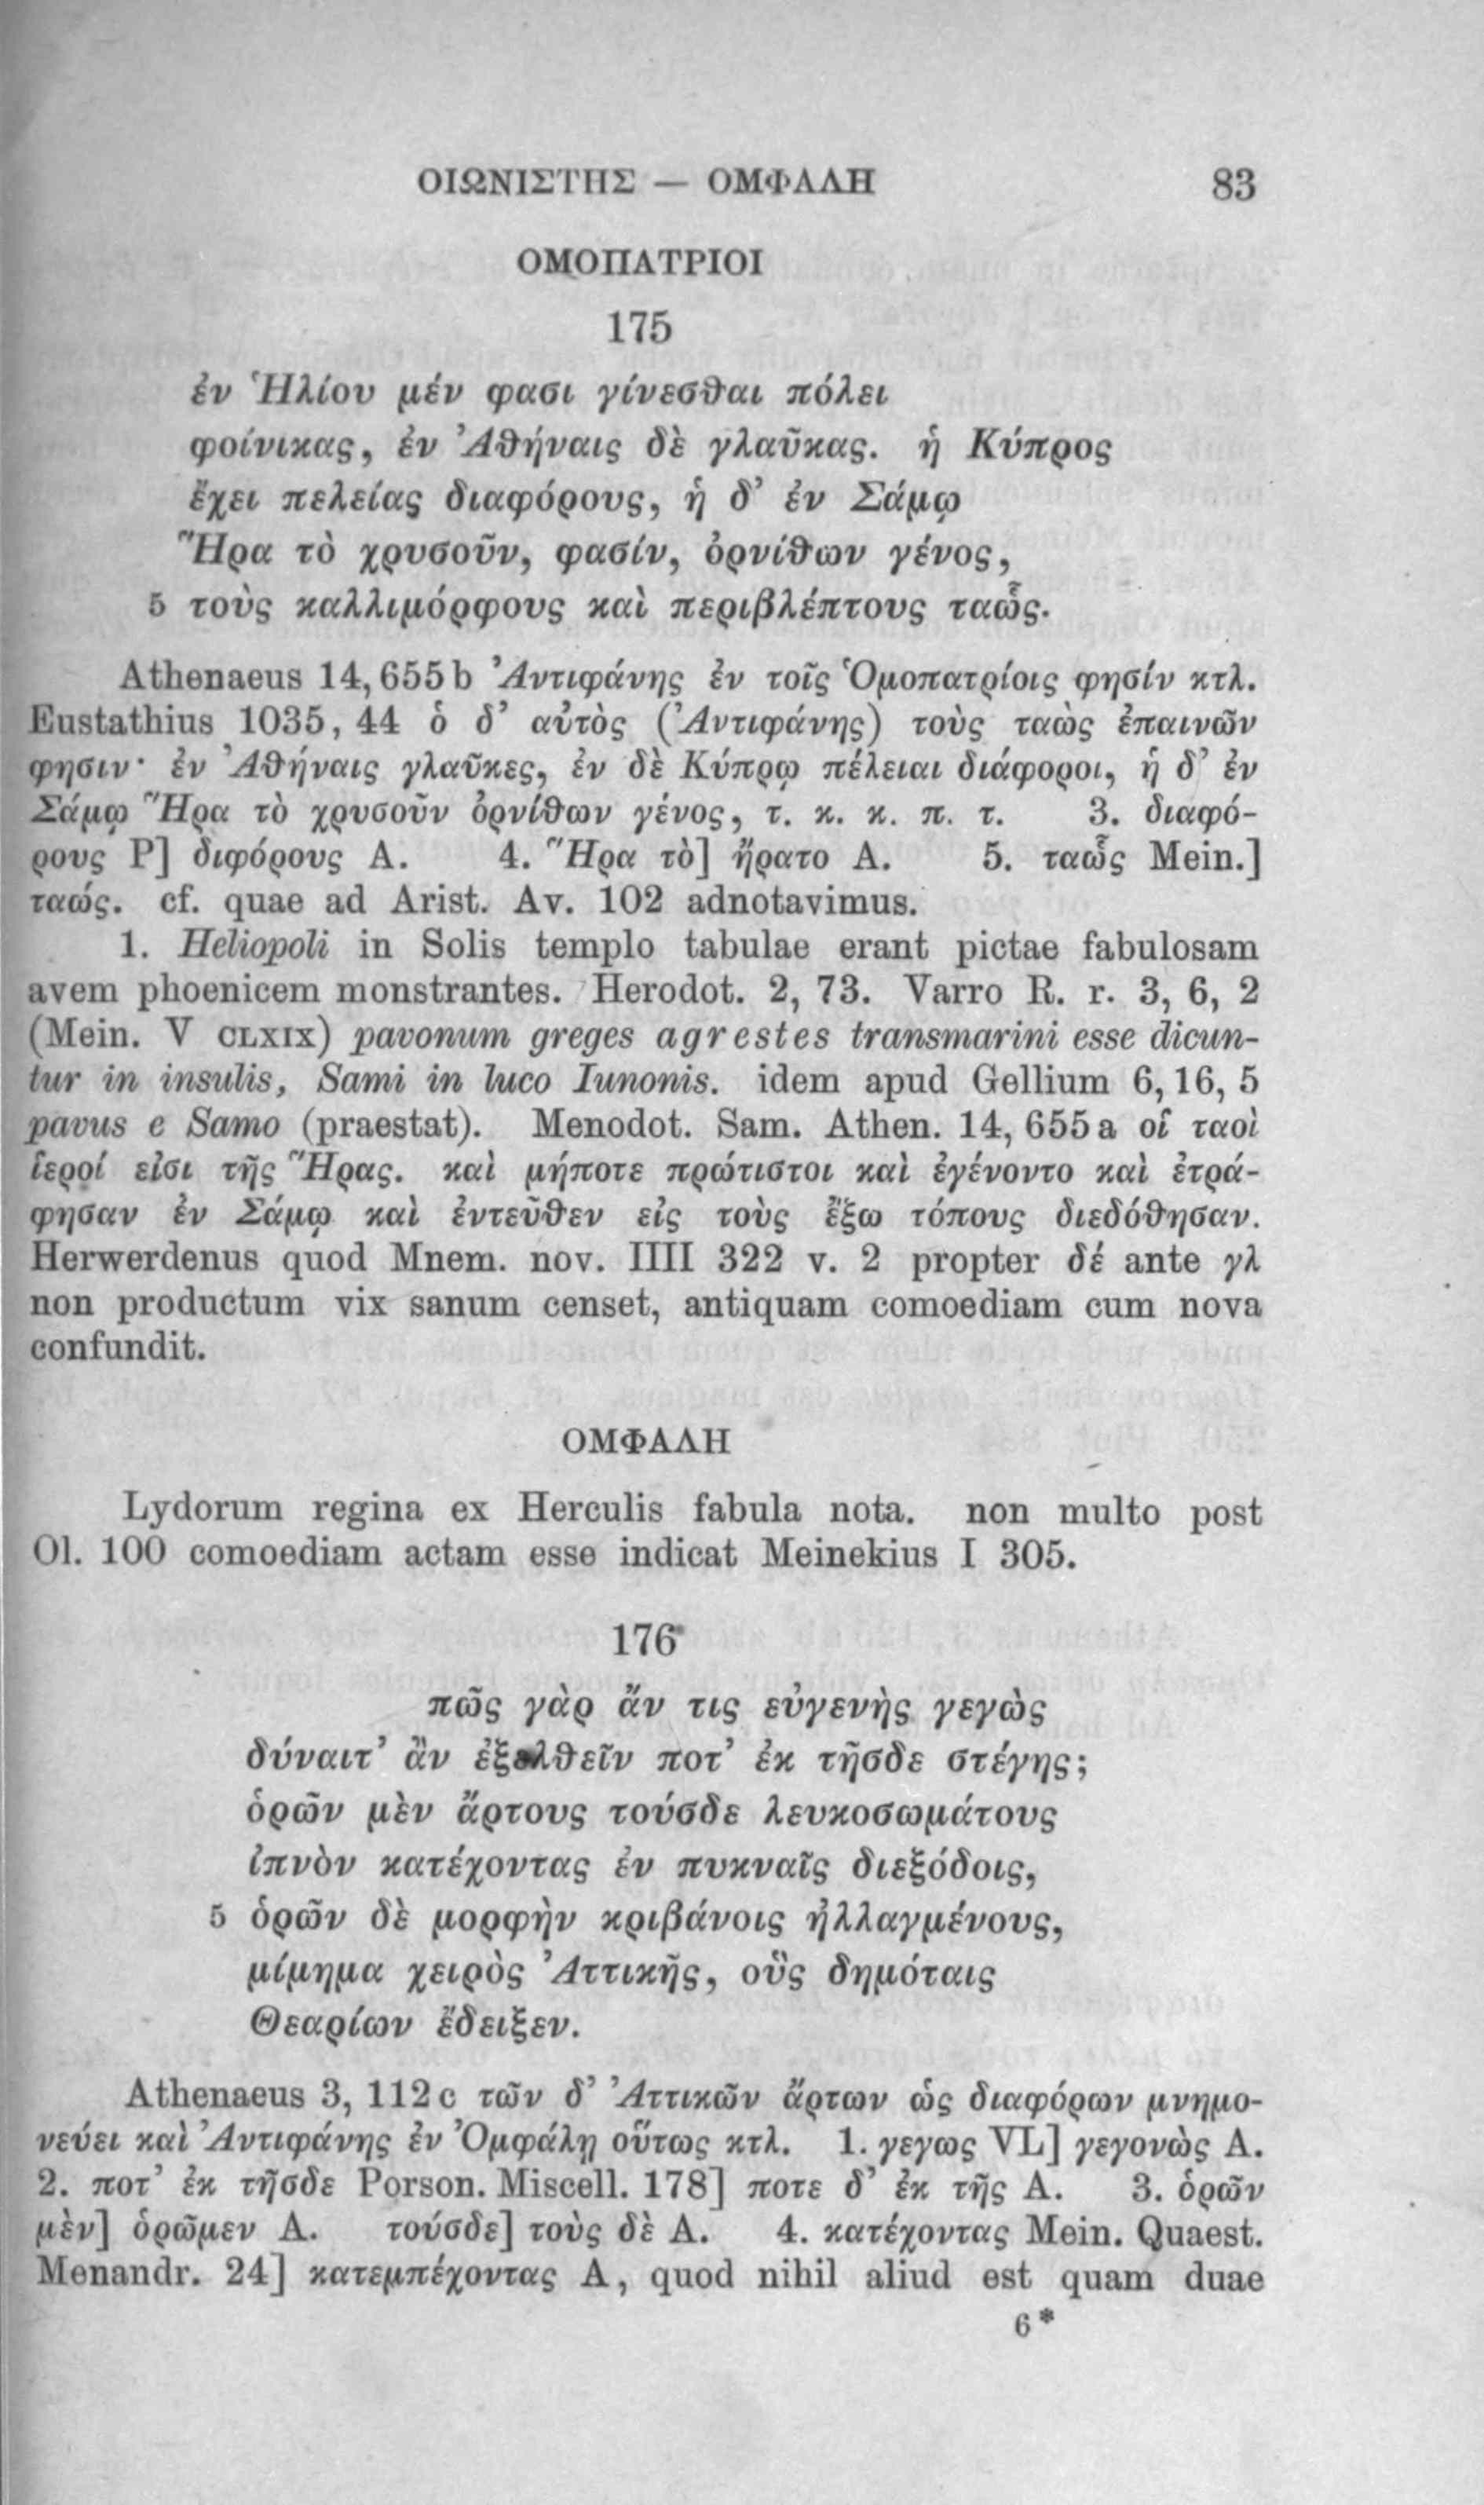 ΟΙΩΝΙΣΤΗΣ — ΟΜΦΑΛΗ 83
ΟΜΟΠΑΤΡΙΟΙ
175
ἐν Ἡλίου μέν φασι γίνεσθαι πόλει
φοίνικας, ἐν Ἀθήναις δὲ γλαῦκας. ἡ Κύπρος
ἔχει πελείας διαφόρους, ἡ δ’ ἐν Σάμῳ
Ἥρα τὸ χρυσοῦν, φασίν, ὀρνίθων γένος,
5 τοὺς καλλιμόρφους καὶ περιβλέπτους ταὧς.
Athenaeus 14, 655 b Ἀντιφάνης ἐν τοῖς Ὁμοπατρίοις φησίν κτλ.
Eustathius 1035, 44 ὁ δ’ αὐτὸς (Ἀντιφάνης) τοὺς ταὼς ἐπαινῶν
φησιν· ἐν Ἀθήναις γλαῦκες, ἐν δὲ Κύπρῳ πέλειαι διάφοροι, ἡ δ’ ἐν
Σάμῳ Ἥρα τὸ χρυσοῦν ὀρνίθων γένος, τ. κ. κ. π. τ. 3. διαφό-
ρους P] διφόρους A. 4. Ἥρα τὸ] ἤρατο A. 5. ταὧς Mein.]
ταώς. cf. quae ad Arist. Av. 102 adnotavimus.
1. Heliopoli in Solis templo tabulae erant pictae fabulosam
avem phoenicem monstrantes. Herodot. 2, 73. Varro R. r. 3, 6, 2
(Mein. V CLXIX) pavonum greges agrestes transmarini esse dicun-
tur in insulis, Sami in luco Iunonis. idem apud Gellium 6, 16, 5
pavus e Samo (praestat). Menodot. Sam. Athen. 14, 655 a οἱ ταοὶ
ἱεροί εἰσι τῆς Ἥρας. καὶ μήποτε πρώτιστοι καὶ ἐγένοντο καὶ ἐτρά-
φησαν ἐν Σάμῳ καὶ ἐντεῦθεν εἰς τοὺς ἔξω τόπους διεδόθησαν.
Herwerdenus quod Mnem. nov. IIII 322 v. 2 propter δέ ante γλ
non productum vix sanum censet, antiquam comoediam cum nova
confundit.
ΟΜΦΑΛΗ
Lydorum regina ex Herculis fabula nota. non multo post
Ol. 100 comoediam actam esse indicat Meinekius I 305.
176
πῶς γὰρ ἄν τις εὐγενὴς γεγὼς
δύναιτ’ ἂν ἐξελθεῖν ποτ’ ἐκ τῆσδε στέγης;
ὁρῶν μὲν ἄρτους τούσδε λευκοσωμάτους
ἰπνὸν κατέχοντας ἐν πυκναῖς διεξόδοις,
5 ὁρῶν δὲ μορφὴν κριβάνοις ἠλλαγμένους,
μίμημα χειρὸς Ἀττικῆς, οὓς δημόταις
Θεαρίων ἔδειξεν.
Athenaeus 3, 112 c τῶν δ’ Ἀττικῶν ἄρτων ὡς διαφόρων μνημο-
νεύει καὶ Ἀντιφάνης ἐν Ὀμφάλῃ οὕτως κτλ. 1. γεγως VL] γεγονὼς A.
2. ποτ’ ἐκ τῆσδε Porson. Miscell. 178] ποτε δ’ ἐκ τῆς A. 3. ὁρῶν
μὲν] ὁρῶμεν A. τούσδε] τοὺς δὲ A. 4. κατέχοντας Mein. Quaest.
Menandr. 24] κατεμπέχοντας A, quod nihil aliud est quam duae
6*